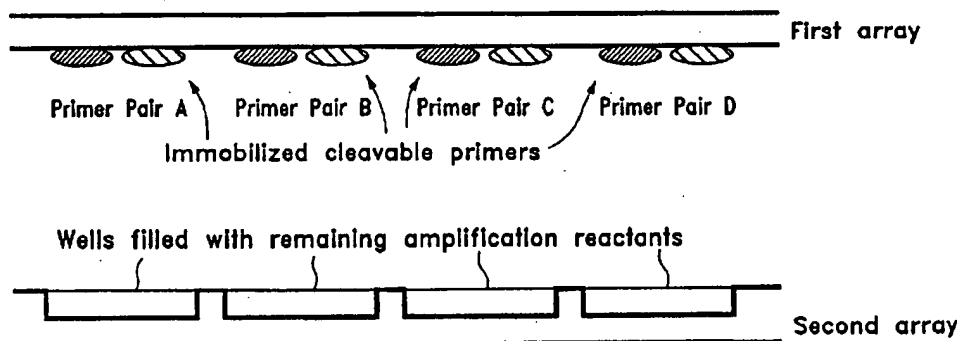 First array
Primer Pair A
Primer Pair B
Primer Pair C
Primer Pair D
Immobilized cleavable primers
Wells filled with remaining amplification reactants
Second array